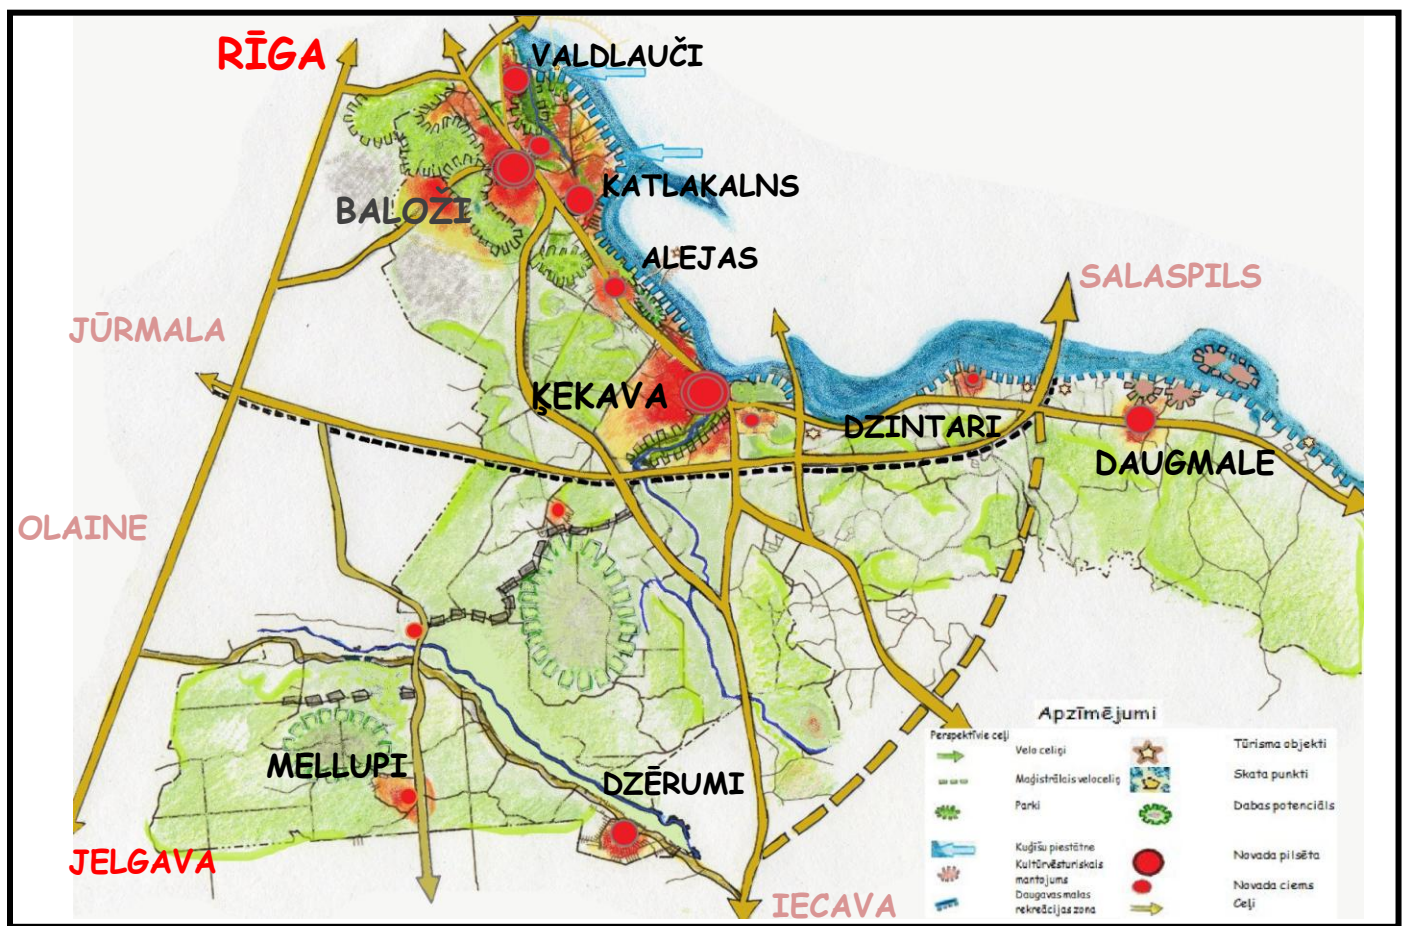 RĪGA
VALDLAUČI
KATLAKALNS
BALOŽI
ALEJAS
SALASPILS
JŪRMALA
ĶEKAVA
DZINTARI
DAUGMALE
OLAINE
MELLUPI
DZĒRUMI
JELGAVA
IECAVA
Apzīmējumi
Perspektīvie ceļi
Velo celiņi
Maģistrālais veloceliņ
Parki
Kuģīšu piestātne
Kultūrvēsturiskais
mantojums
Daugavas malas
rekreācijas zona
Tūrisma objekti
Skata punkti
Dabas potenciāls
Novada pilsēta
Novada ciems
Ceļi